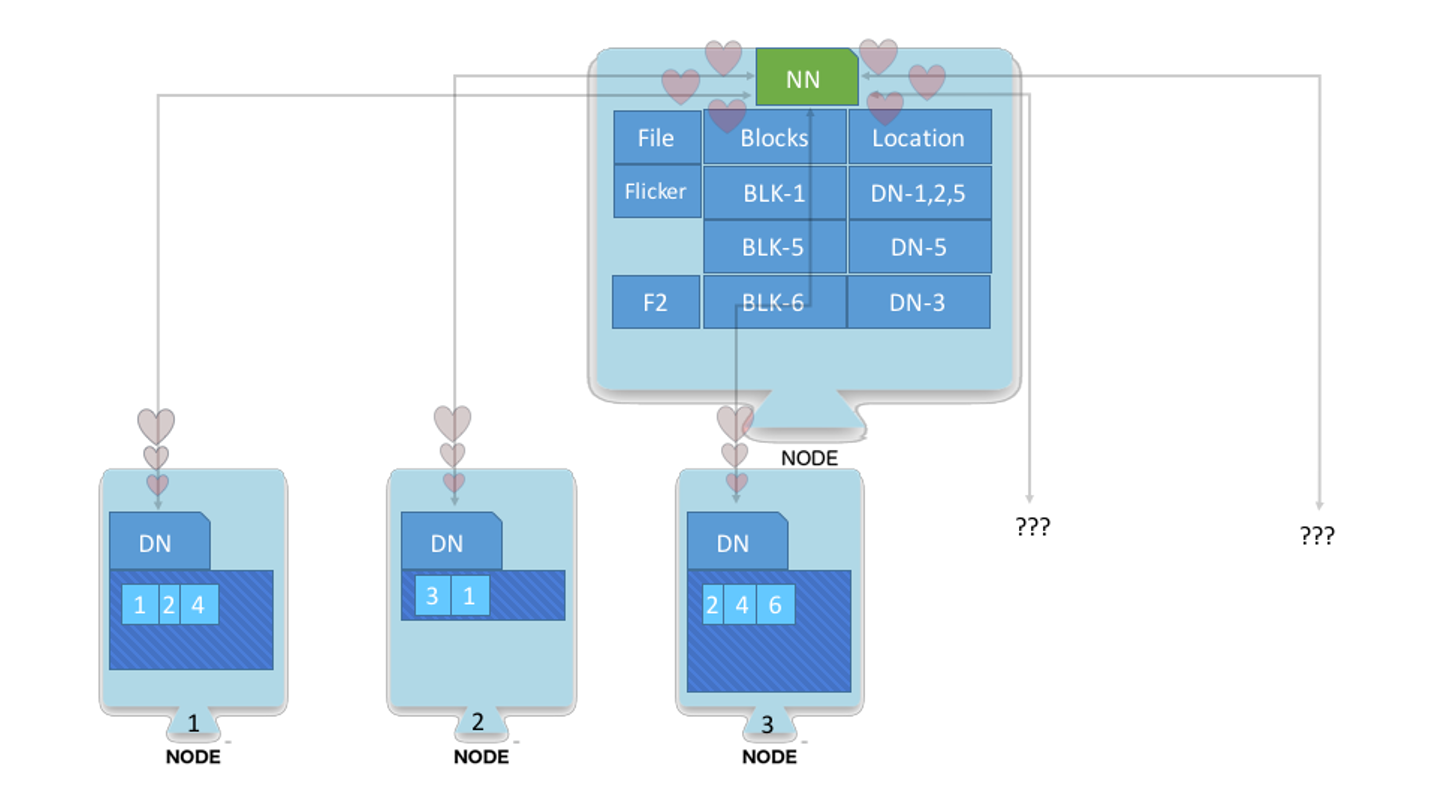 NN
File Blocks Location
Flicker BLK-1 DN-1,2,5
BLK-5 DN-5
F2 BLK-6 DN-3
NODE
??? ???
DN DN DN
1 2 4 3 1 2 4 6
1 2 3
NODE NODE NODE